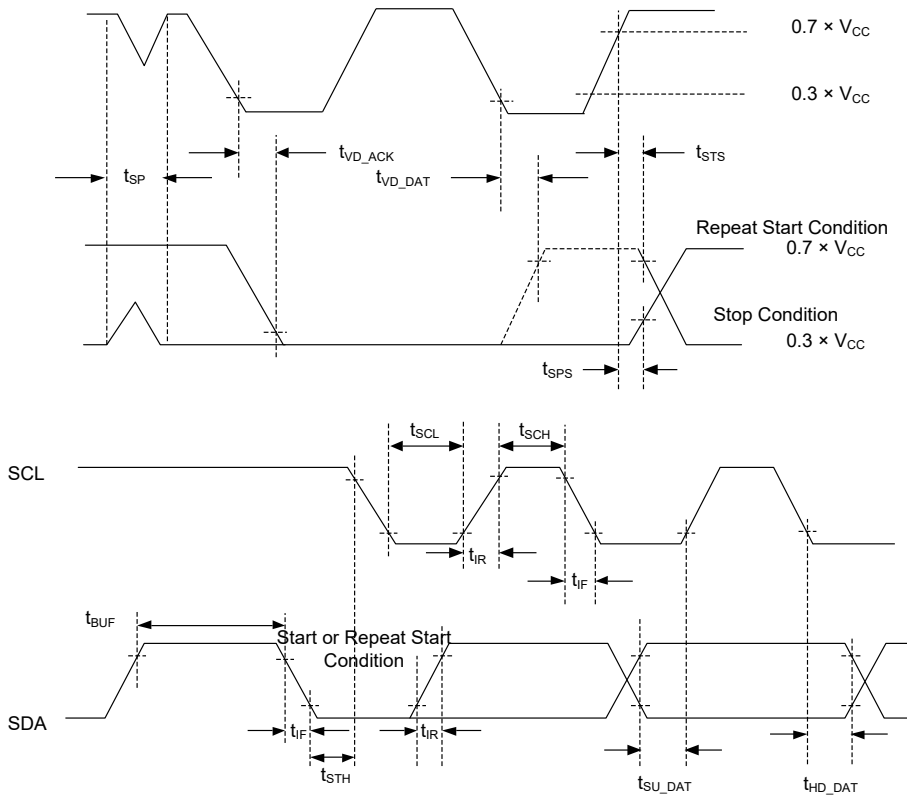 0.7 × VCC
0.3 × VCC
tVD_ACK
tSTS
tSP
tVD_DAT
Repeat Start Condition
0.7 × VCC
Stop Condition
0.3 × VCC
tSPS
tSCL
tSCH
SCL
tIR
tIF
tBUF
Start or Repeat Start
Condition
SDA
tIF
tIR
tSTH
tSU_DAT
tHD_DAT